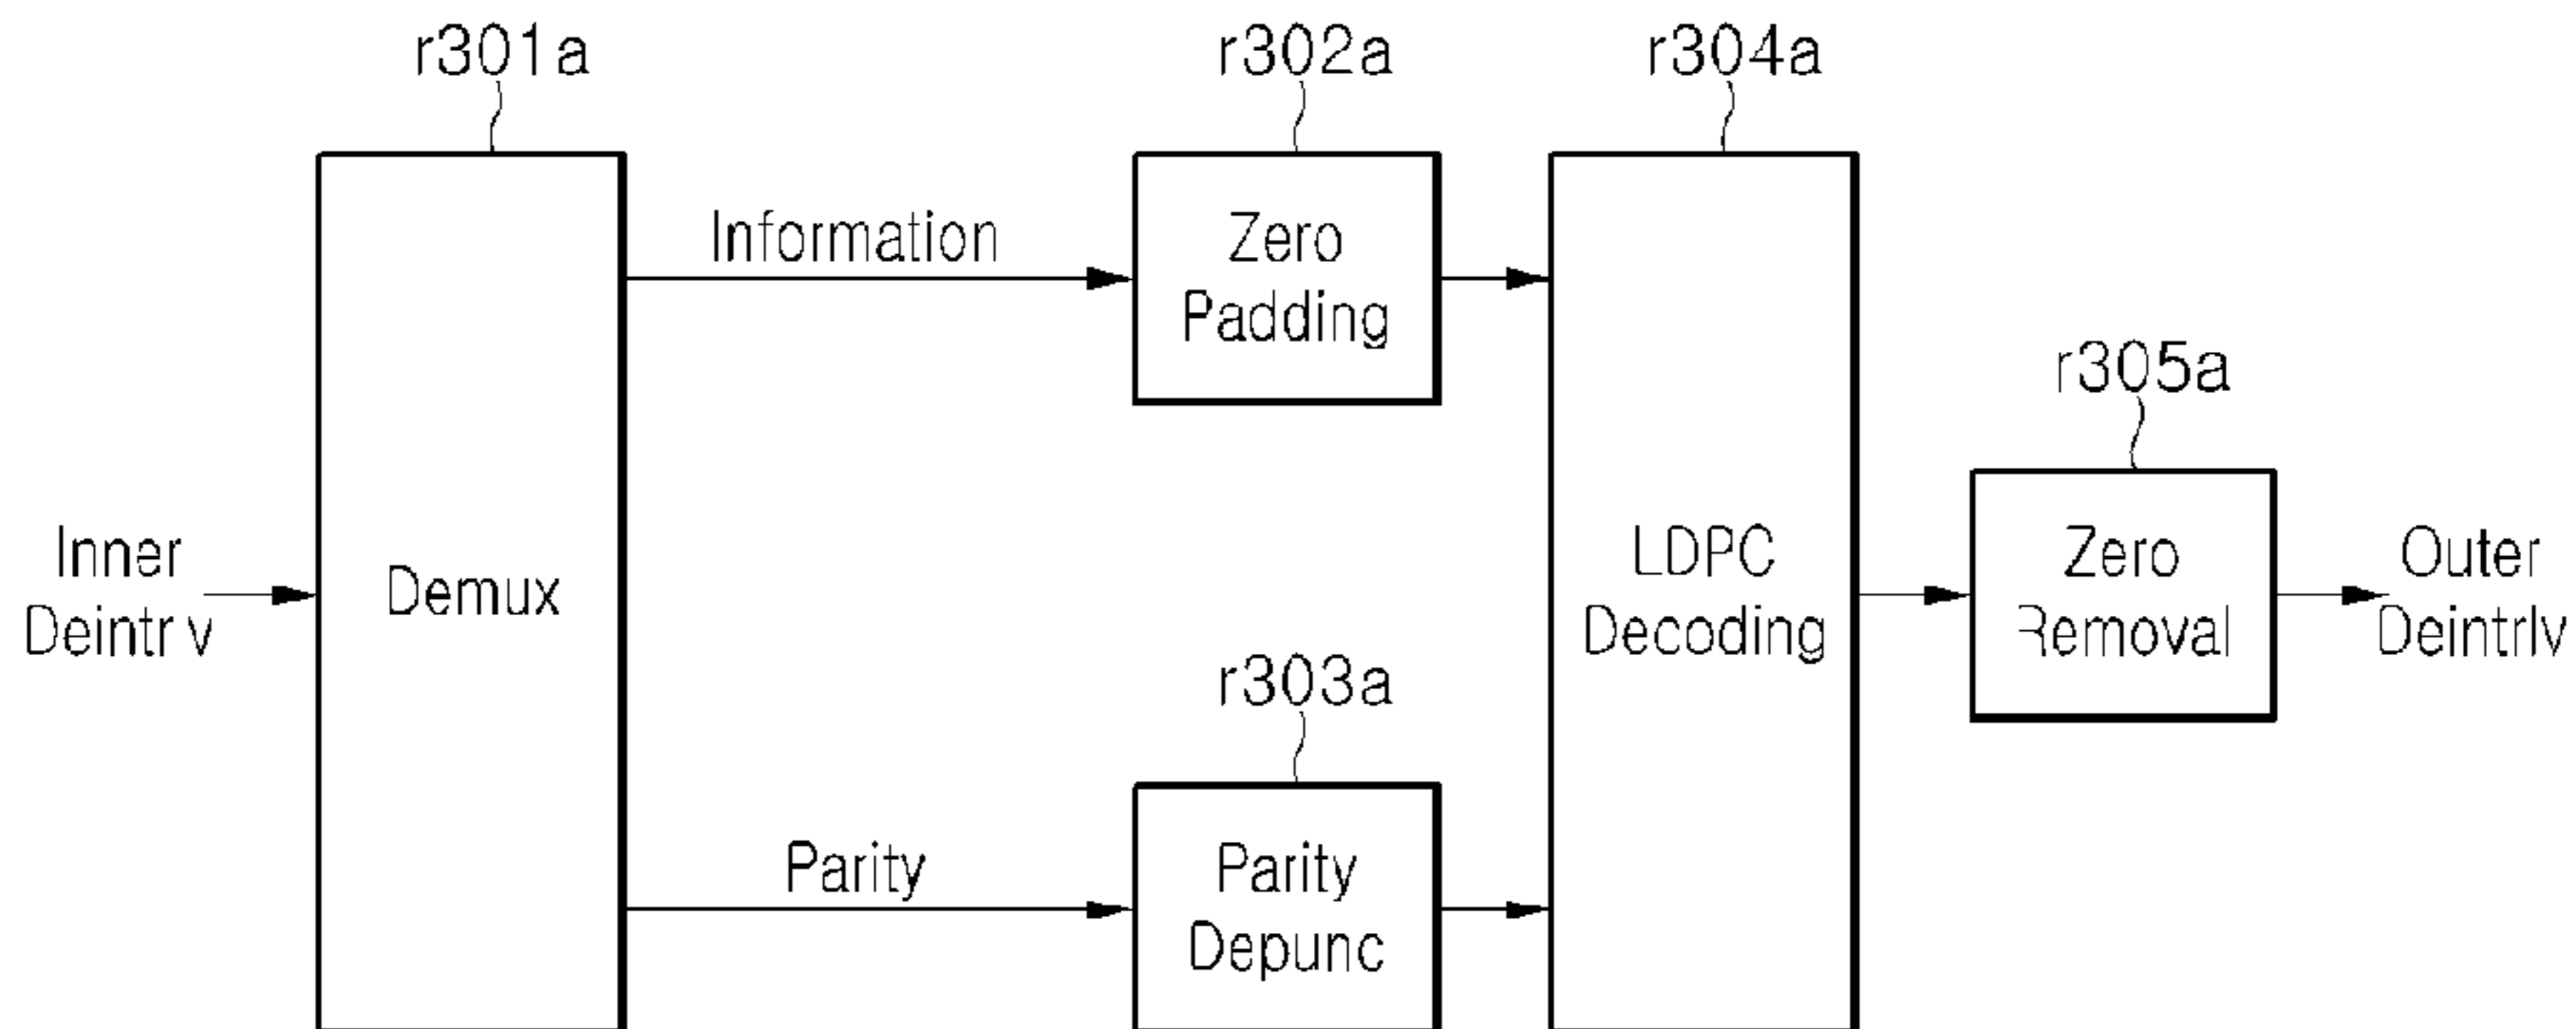 r301a
r302a
r304a
Information
Zero
Padding
r305a
Inner
Deintr v
Demux
LDPC
Decoding
Zero
Removal
Outer
Deintrlv
r303a
Parity
Parity
Depunc